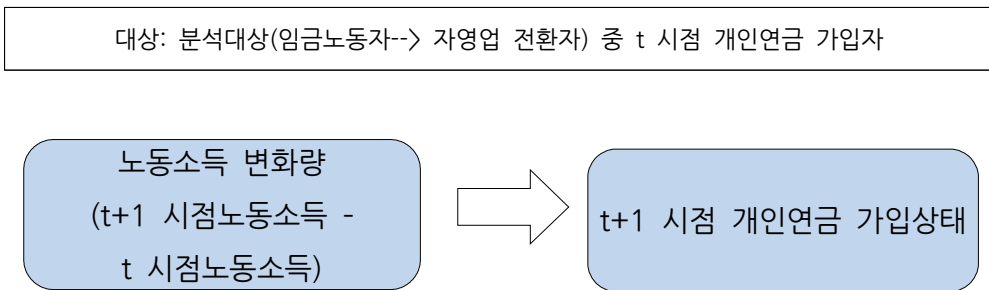 대상: 분석대상(임금노동자--> 자영업 전환자) 중 t 시점 개인연금 가입자
노동소득 변화량
(t+1 시점노동소득 -
t 시점노동소득)
t+1 시점 개인연금 가입상태